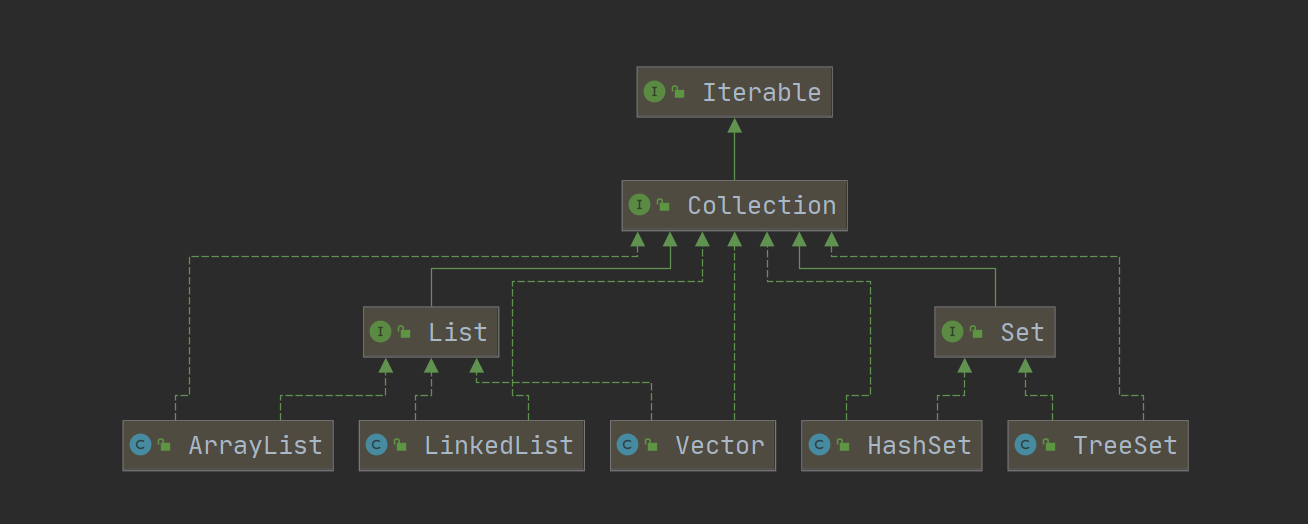 I Iterable
I Collection
I List
I Set
C ArrayList
C LinkedList
C Vector
C HashSet
C TreeSet